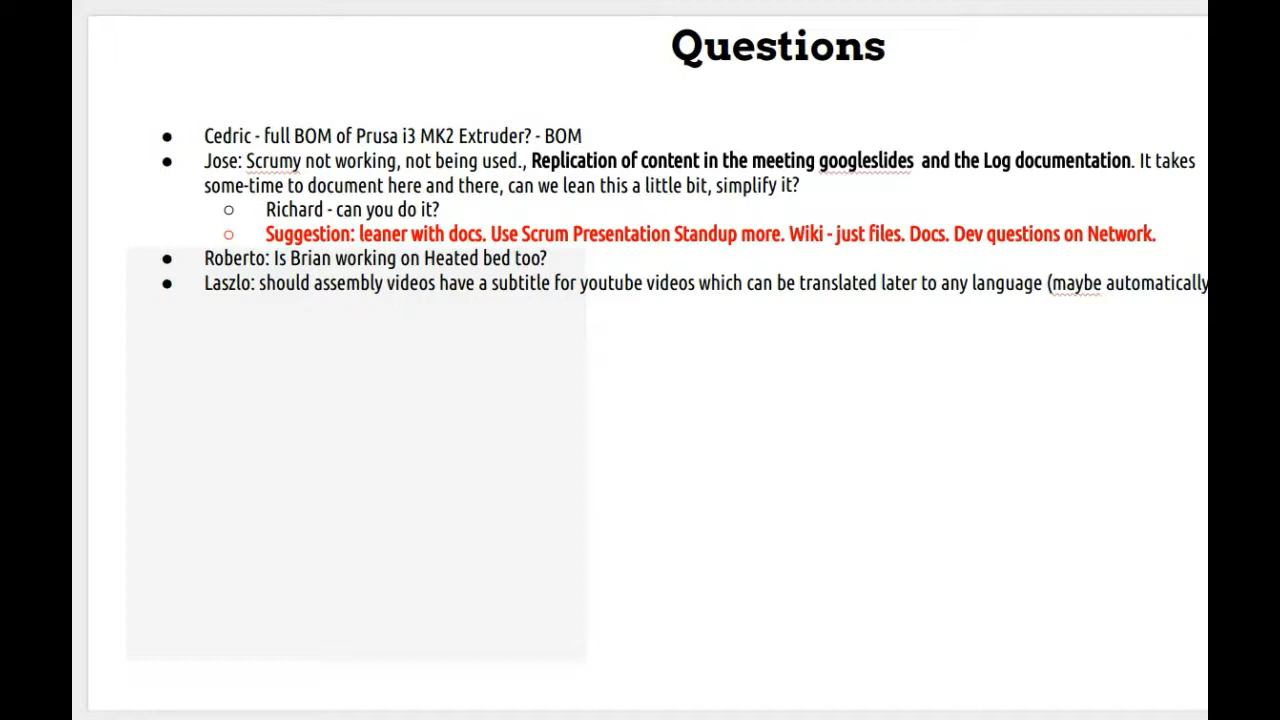 Questions
● Cedric - full BOM of Prusa i3 MK2 Extruder? - BOM
● Jose: Scrumy not working, not being used., Replication of content in the meeting googleslides and the Log documentation. It takes
some-time to document here and there, can we lean this a little bit, simplify it?
○ Richard - can you do it?
○ Suggestion: leaner with docs. Use Scrum Presentation Standup more. Wiki - just files. Docs. Dev questions on Network.
● Roberto: Is Brian working on Heated bed too?
● Laszlo: should assembly videos have a subtitle for youtube videos which can be translated later to any language (maybe automatically